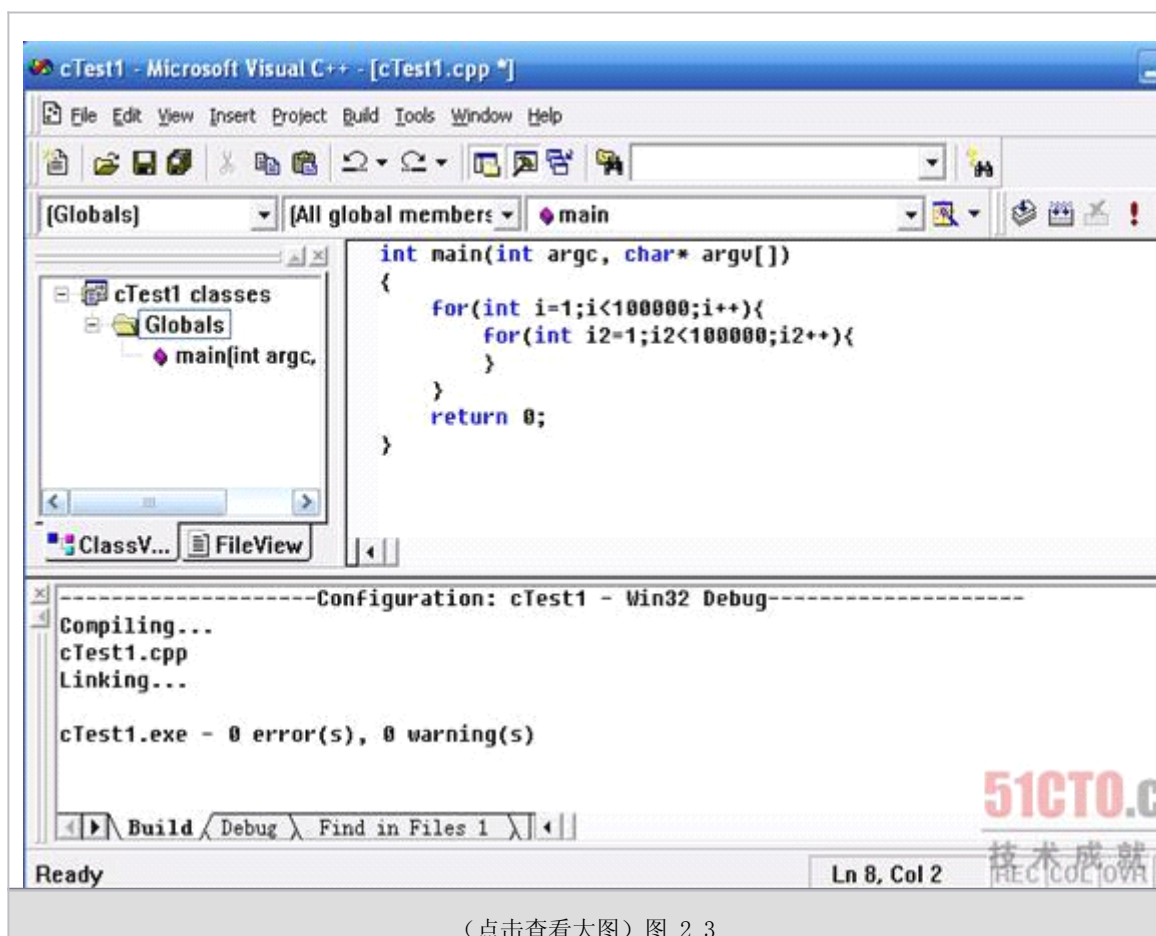 cTest1 - Microsoft Visual C++ - [cTest1.cpp *]
File Edit View Insert Project Build Tools Window Help
(Globals) (All global members main
cTest1 classes
Globals
main(int argc,
ClassV... FileView
int main(int argc, char* argv[])
{
for(int i=1;i<100000;i++){
for(int i2=1;i2<100000;i2++){
}
}
return 0;
}
--------------------Configuration: cTest1 - Win32 Debug--------------------
Compiling...
cTest1.cpp
Linking...
cTest1.exe - 0 error(s), 0 warning(s)
Build Debug Find in Files 1
51CTO.c
技术成就
Ready Ln 8, Col 2 REC COL OVR
（点击查看大图）图 2.3